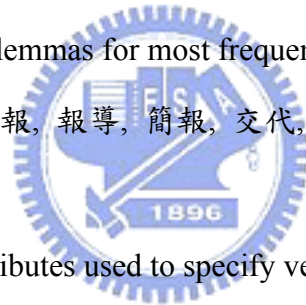 lemmas for most frequen
報, 報導, 簡報, 交代,
E S A
1896
ributes used to specify ve